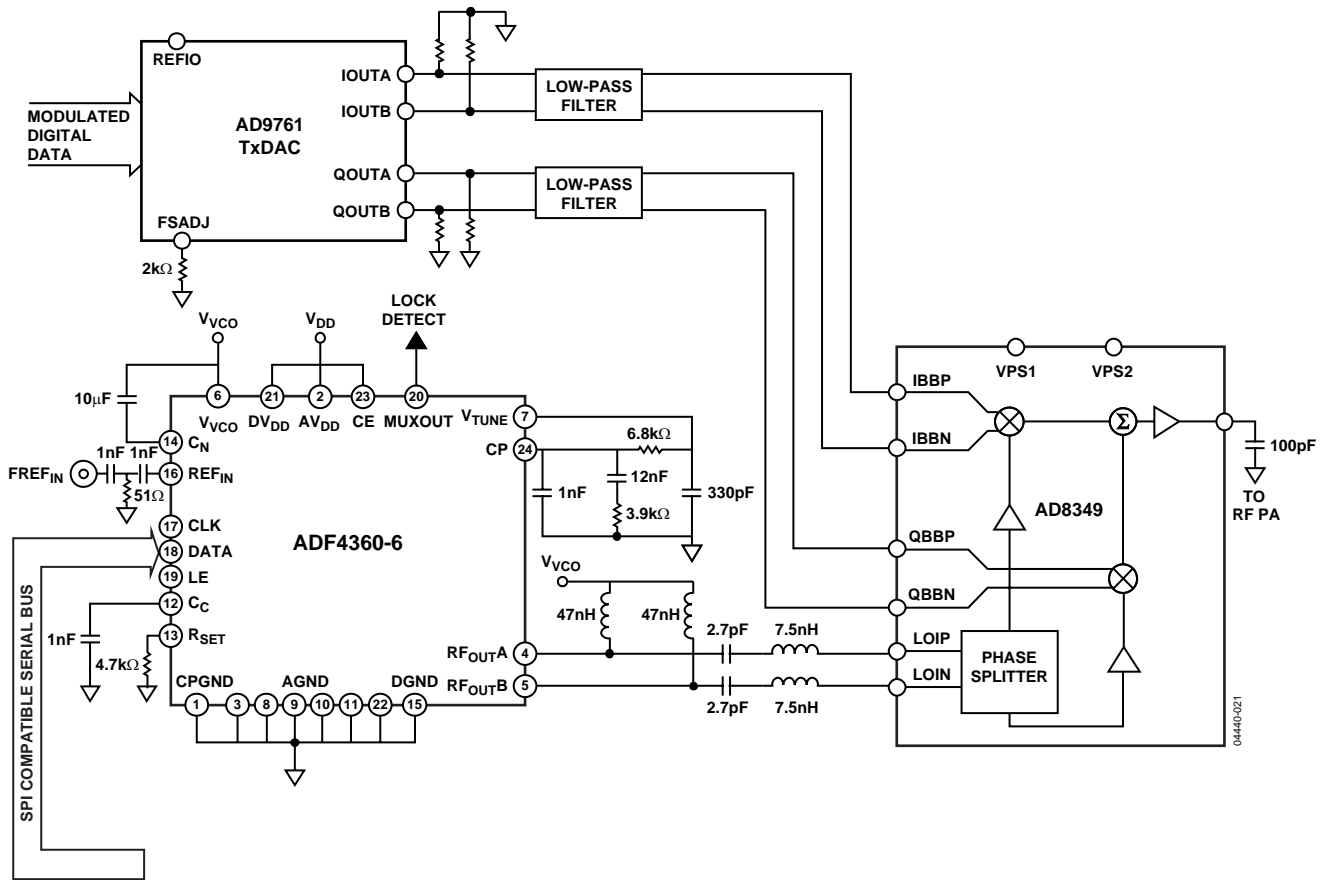 REFIO
IOUTA
IOUTB
AD9761
TxDAC
MODULATED
DIGITAL
DATA
QOUTA
QOUTB
FSADJ
2kΩ
LOW-PASS
FILTER
LOW-PASS
FILTER
LOCK
DETECT
VVCO
VDD
10μF
6
21
2
23
20
VVCO
DVDD
AVDD
CE
MUXOUT
VTUNE
7
CP
24
14
CN
1nF
1nF
FREFIN
16
REFIN
51Ω
6.8kΩ
12nF
1nF
330pF
3.9kΩ
17
CLK
18
DATA
19
LE
12
CC
13
RSET
1nF
4.7kΩ
ADF4360-6
SPI COMPATIBLE SERIAL BUS
VVCO
47nH
47nH
2.7pF
7.5nH
RFOUTA
4
RFOUTB
5
2.7pF
7.5nH
CPGND
AGND
DGND
1
3
8
9
10
11
22
15
VPS1
VPS2
IBBP
IBBN
Σ
100pF
TO
RF PA
AD8349
QBBP
QBBN
LOIP
LOIN
PHASE
SPLITTER
04440-021